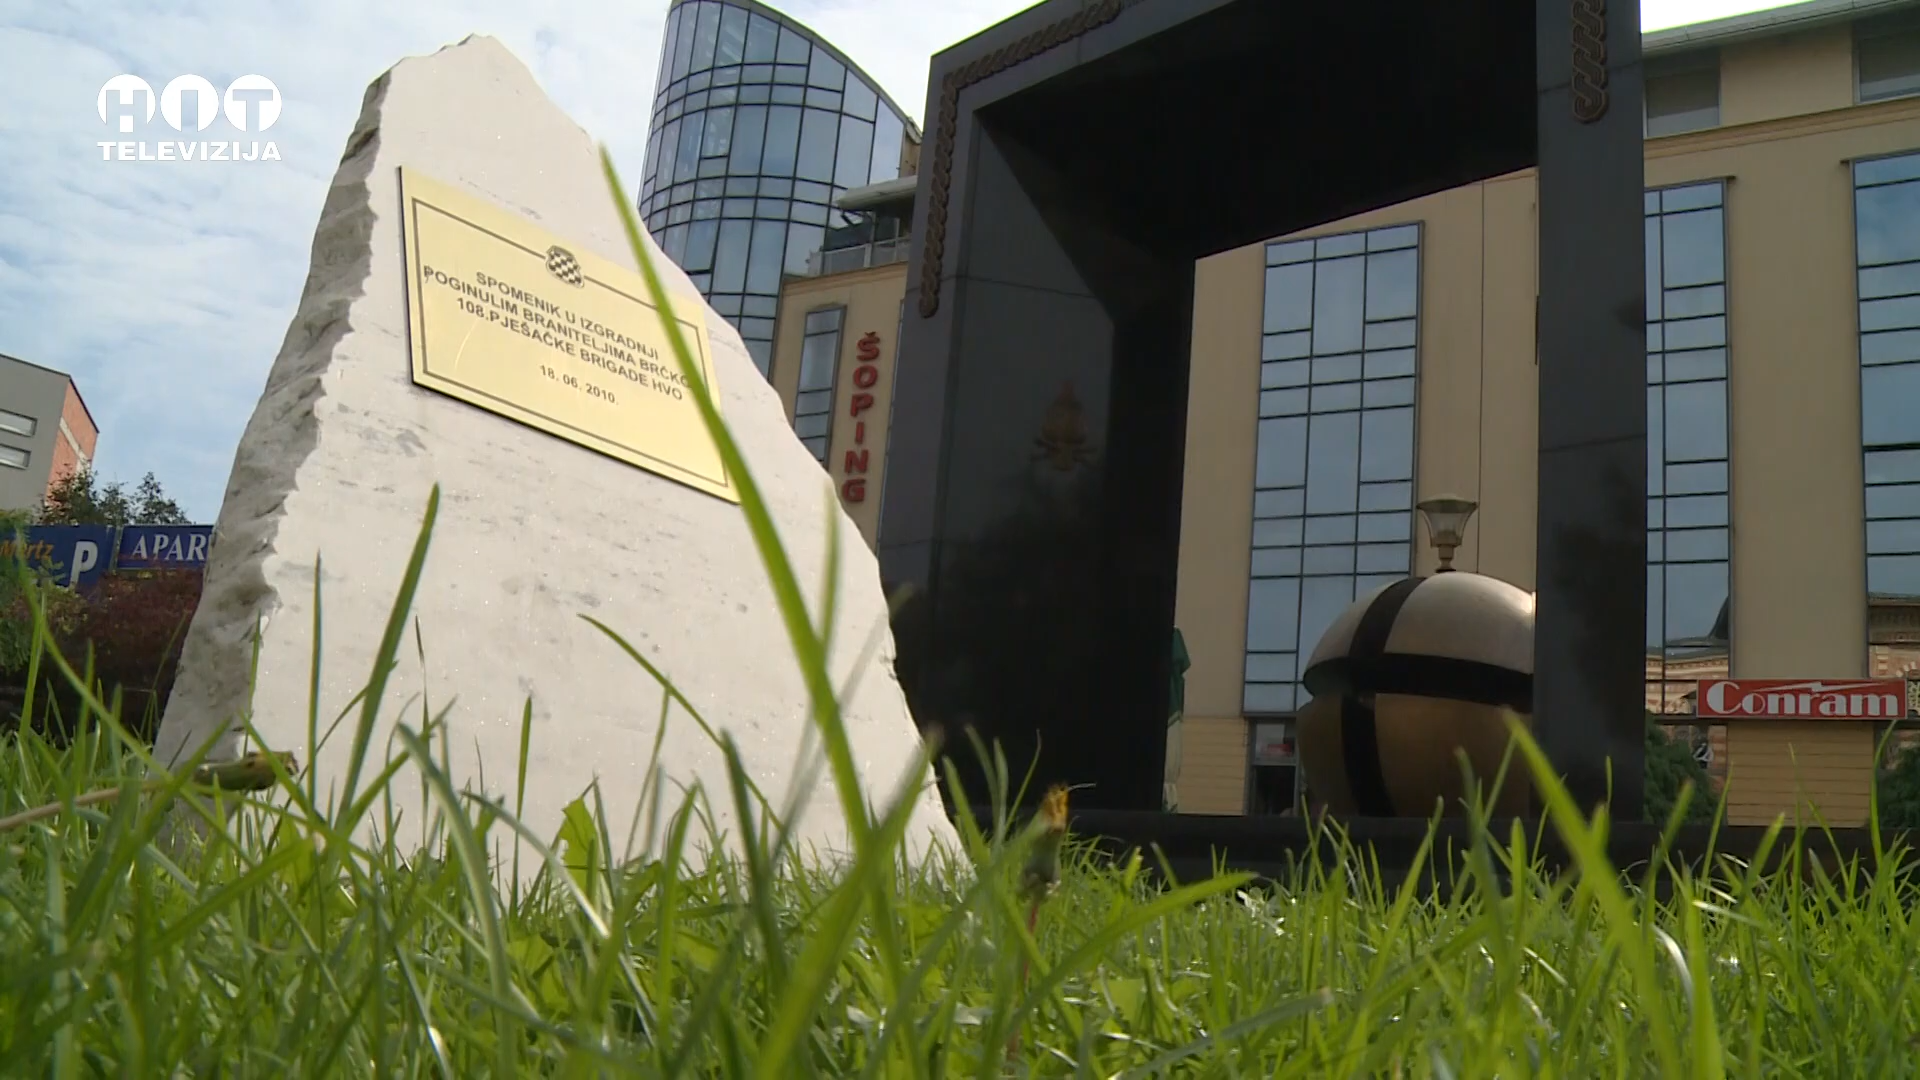 HIT
TELEVIZIJA
SPOMENIK U IZGRADNJI
POGINULIM BRANITELJIMA BRČKO
108.PJEŠAČKE BRIGADE HVO
18. 06. 2010.
ŠOPING
P
APAR
Conram